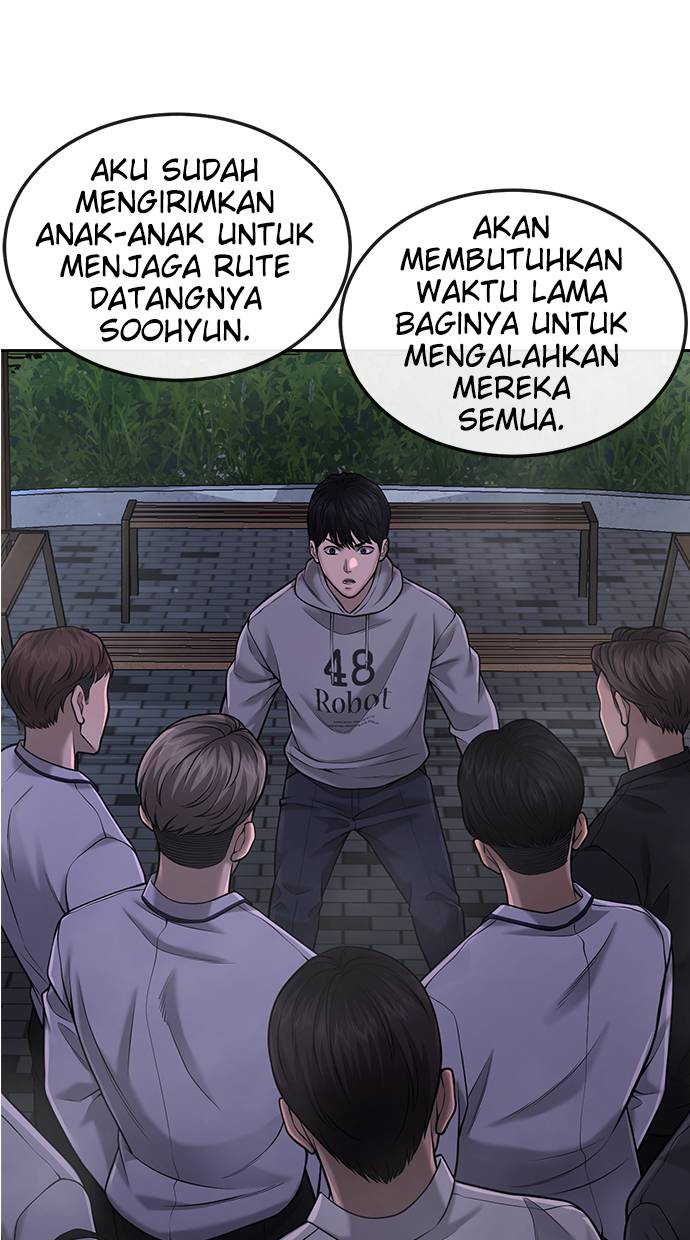 AKU SUDAH
MENGIRIMKAN
ANAK-ANAK UNTUK
MENJAGA RUTE
DATANGNYA
SOOHYUN.
AKAN
MEMBUTUHKAN
WAKTU LAMA
BAGINYA UNTUK
MENGALAHKAN
MEREKA
SEMUA.
48
Robot